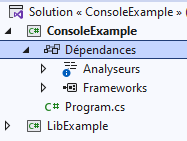 Solution « ConsoleExample »
C# ConsoleExample
Dépendances
Analyseurs
Frameworks
C# Program.cs
C# LibExample